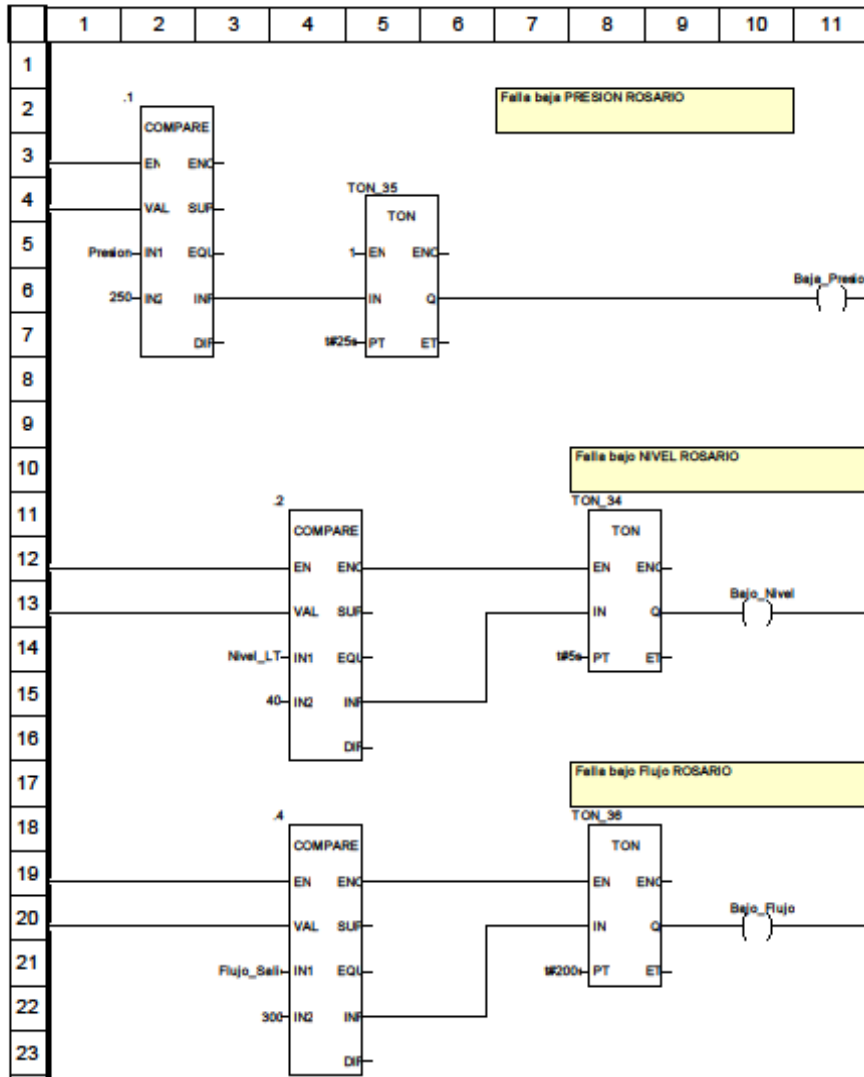 1 2 3 4 5 6 7 8 9 10 11
1
2
3
4
5
6
7
8
9
10
11
12
13
14
15
16
17
18
19
20
21
22
23
.1
COMPARE
EN ENO
VAL SUP
Presion IN1 EQU
250 IN2 INF
DIF
Falla baja PRESION ROSARIO
TON_35
TON
1 EN ENO
IN Q
t#25s PT ET
Baja_Presio
Falla bajo NIVEL ROSARIO
.2
COMPARE
EN ENO
VAL SUP
Nivel_LT IN1 EQU
40 IN2 INF
DIF
TON_34
TON
EN ENO
IN Q
t#5s PT ET
Bajo_Nivel
Falla bajo Flujo ROSARIO
.4
COMPARE
EN ENO
VAL SUP
Flujo_Sali IN1 EQU
300 IN2 INF
DIF
TON_36
TON
EN ENO
IN Q
t#200s PT ET
Bajo_Flujo